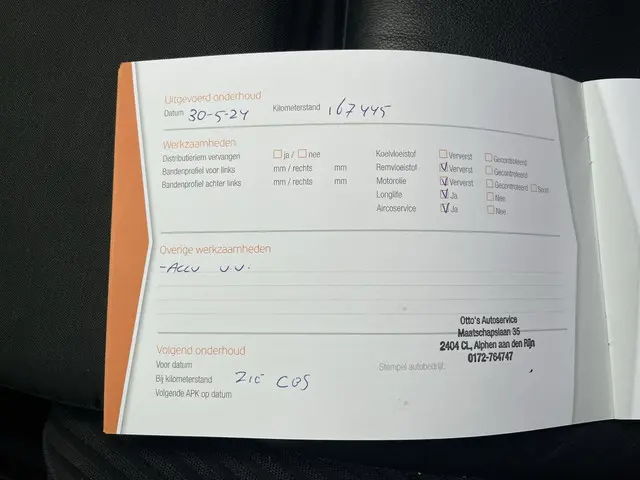 Uitgevoerd onderhoud
Datum 30-5-24 Kilometerstand 167445
Werkzaamheden
Distributieriem vervangen ja / nee
Bandenprofiel voor links mm / rechts mm
Bandenprofiel achter links mm / rechts mm
Koelvloeistof Ververst Gecontroleerd
Remvloeistof Ververst Gecontroleerd
Motorolie Ververst Gecontroleerd Soort
Longlife Ja Nee
Aircoservice Ja Nee
Overige werkzaamheden
-ACCU V.V.
Otto's Autoservice
Maatschapslaan 35
2404 CL, Alphen aan den Rijn
0172-764747
Volgend onderhoud
Voor datum
Bij kilometerstand ZIE
Volgende APK op datum
Stempel autobedrijf: